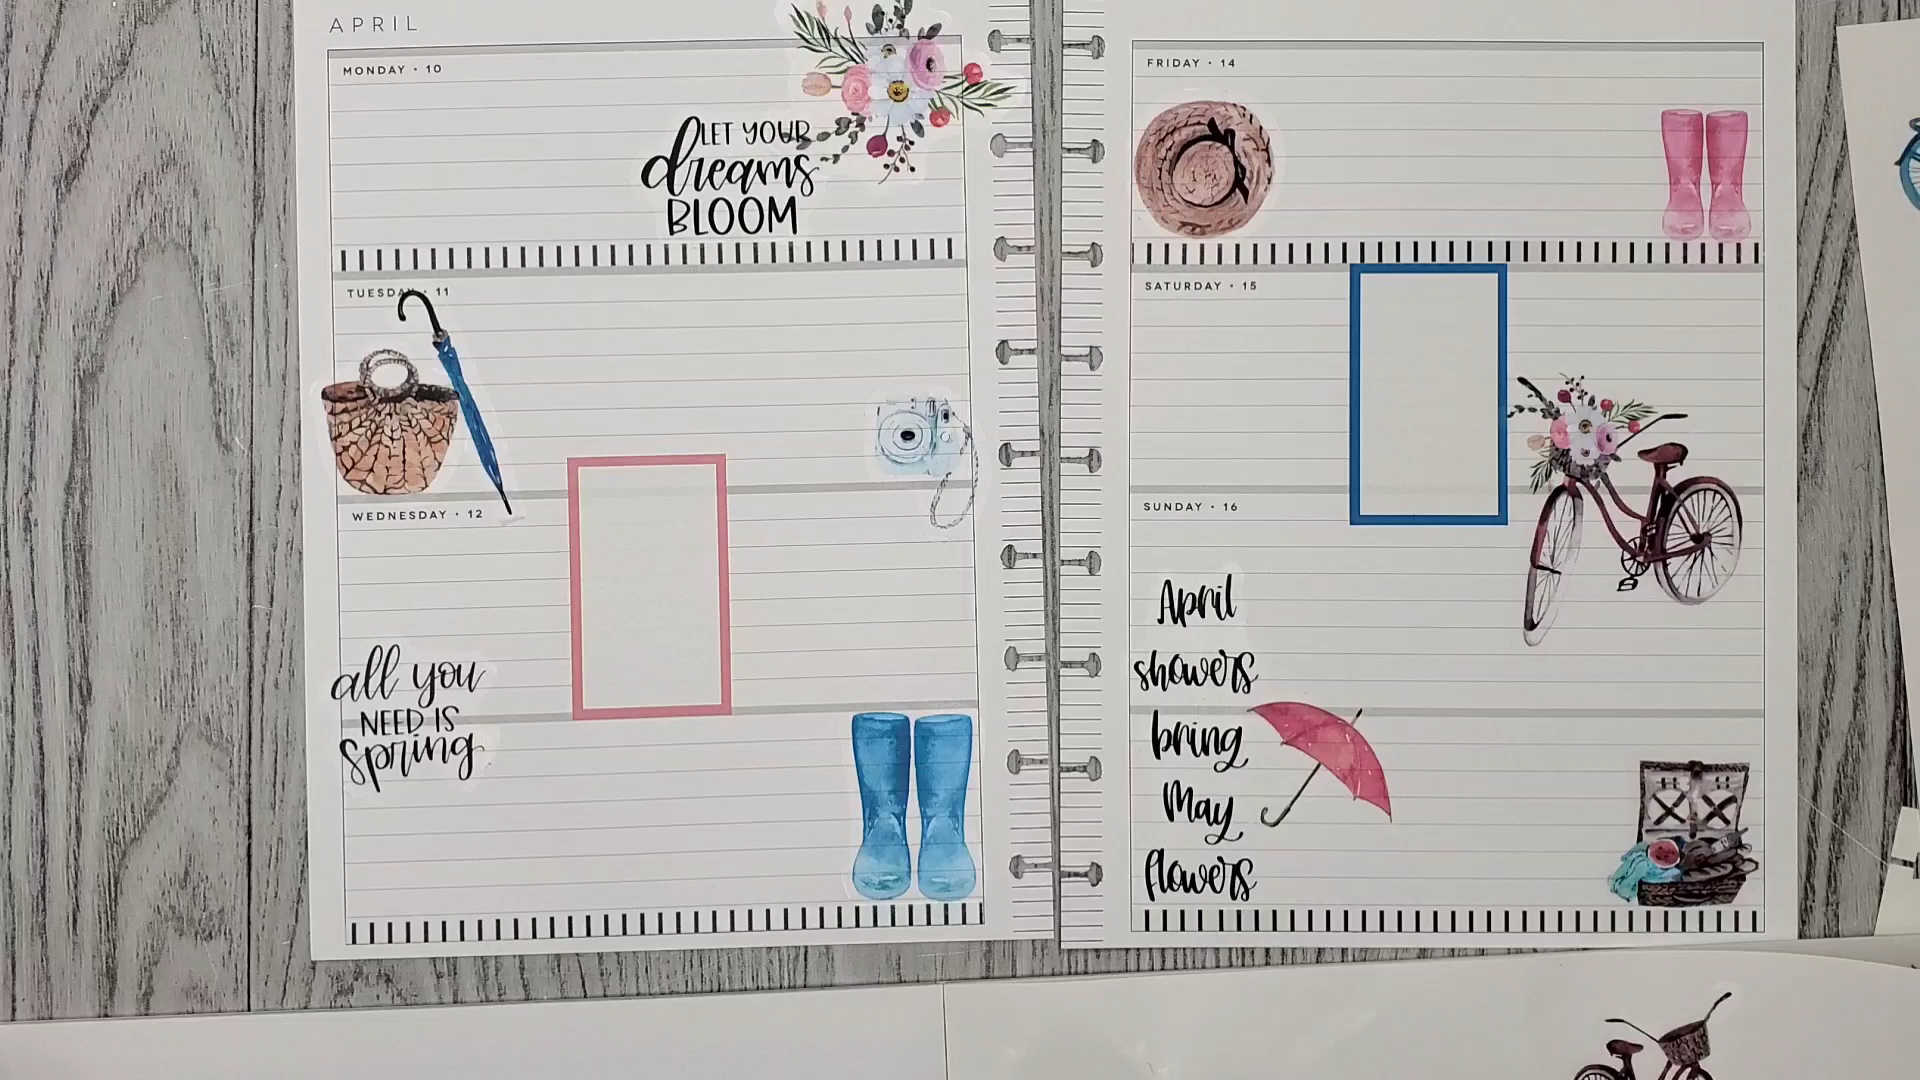 APRIL
MONDAY · 10
LET YOUR
dreams
BLOOM
TUESDAY · 11
WEDNESDAY · 12
all you
NEED IS
spring
FRIDAY · 14
SATURDAY · 15
SUNDAY · 16
April
showers
bring
May
flowers